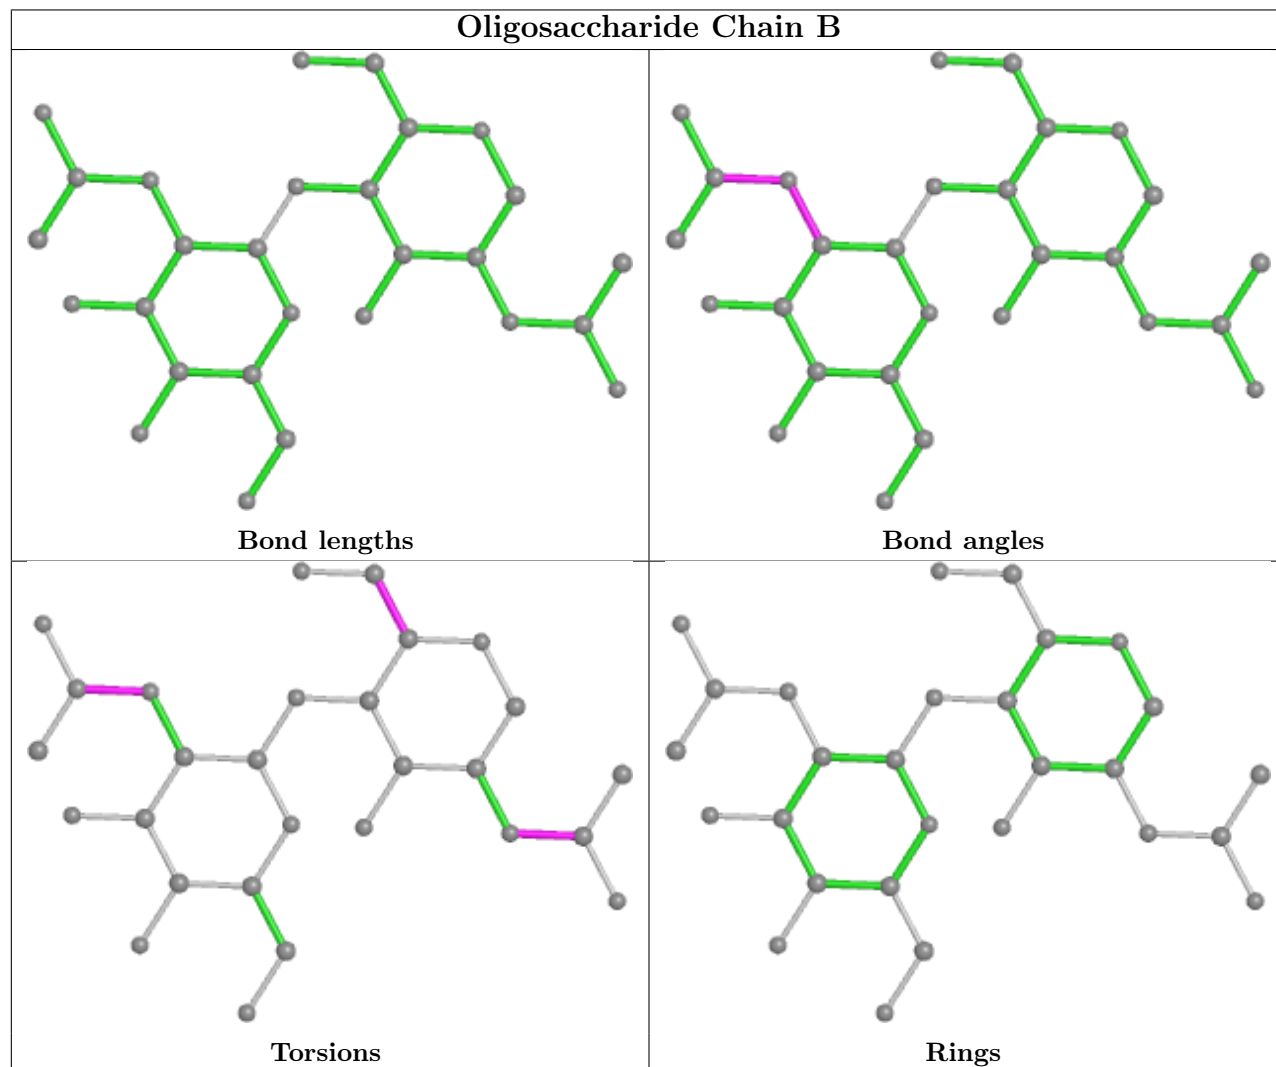 Oligosaccharide Chain B
Bond lengths
Bond angles
Torsions
Rings